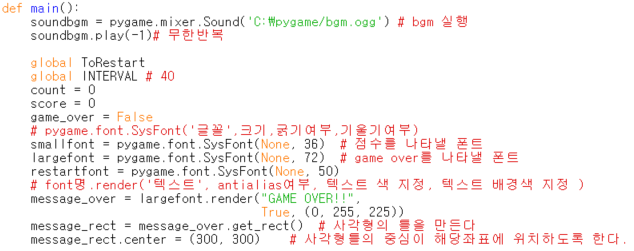 def main():
    soundbgm = pygame.mixer.Sound('C:\pygame/bgm.ogg') # bgm 실행
    soundbgm.play(-1)# 무한반복
    global ToRestart
    global INTERVAL # 40
    count = 0
    score = 0
    game_over = False
    # pygame.font.SysFont('글꼴',크기,굵기여부,기울기여부)
    smallfont = pygame.font.SysFont(None, 36)  # 점수를 나타낼 폰트
    largefont = pygame.font.SysFont(None, 72)  # game over를 나타낼 폰트
    restartfont = pygame.font.SysFont(None, 50)
    # font명.render('텍스트', antialias여부, 텍스트 색 지정, 텍스트 배경색 지정 )
    message_over = largefont.render("GAME OVER!!",
                                    True, (0, 255, 225))
    message_rect = message_over.get_rect()  # 사각형의 틀을 만든다
    message_rect.center = (300, 300)    # 사각형틀의 중심이 해당좌표에 위치하도록 한다.